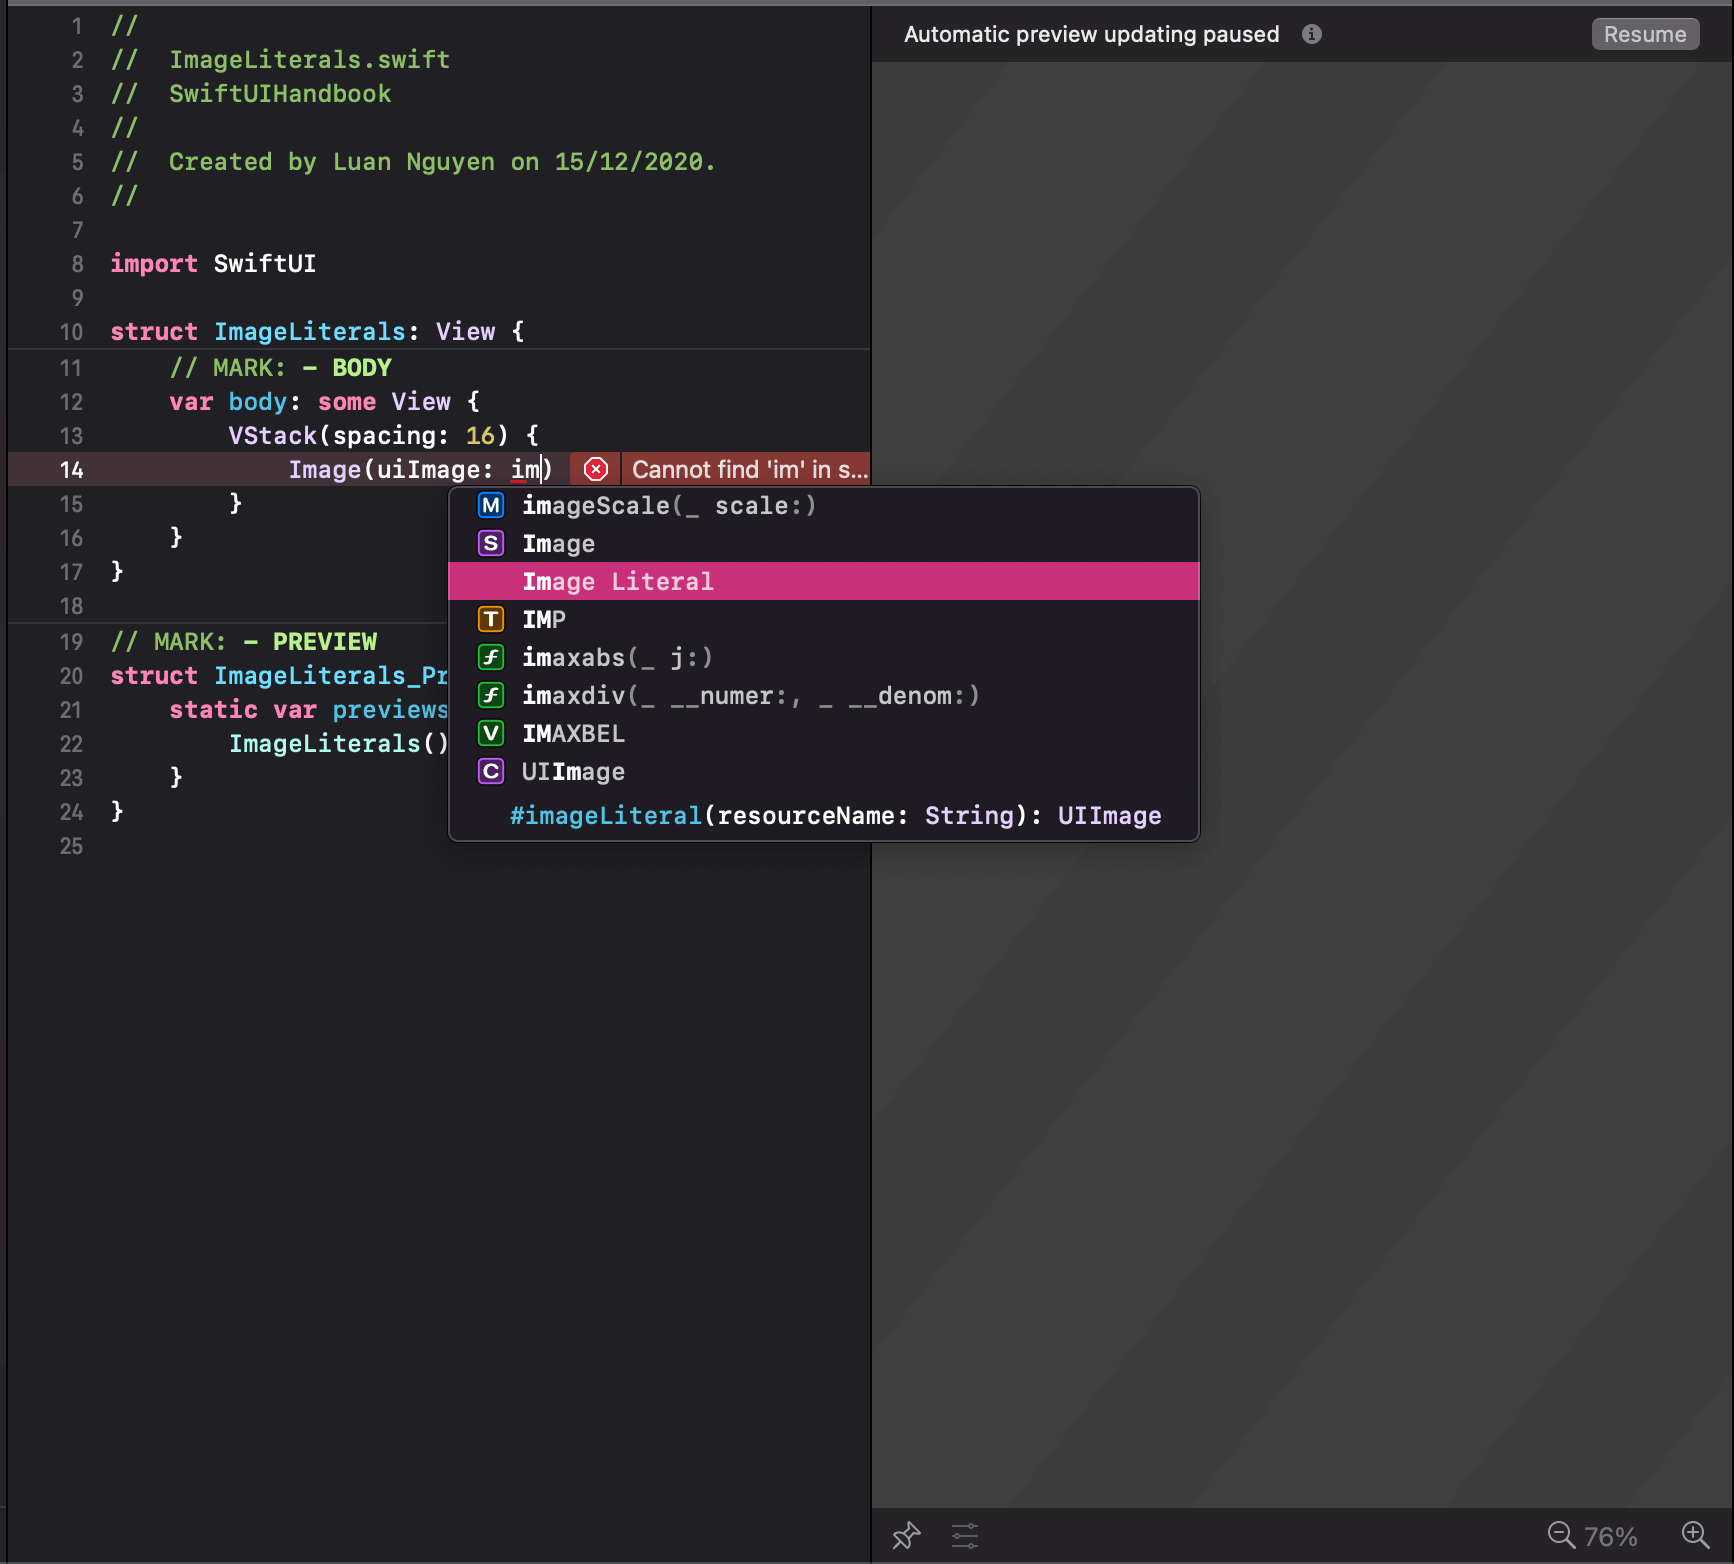 1 //
2 //  ImageLiterals.swift
3 //  SwiftUIHandbook
4 //
5 //  Created by Luan Nguyen on 15/12/2020.
6 //
7
8 import SwiftUI
9
10 struct ImageLiterals: View {
11     // MARK: - BODY
12     var body: some View {
13         VStack(spacing: 16) {
14             Image(uiImage: im) Cannot find 'im' in s...
15         }
16     }
17 }
18
19 // MARK: - PREVIEW
20 struct ImageLiterals_Pr
21     static var previews
22         ImageLiterals()
23     }
24 }
25
M imageScale(_ scale:)
S Image
Image Literal
T IMP
f imaxabs(_ j:)
f imaxdiv(_ __numer:, _ __denom:)
V IMAXBEL
C UIImage
#imageLiteral(resourceName: String): UIImage
Automatic preview updating paused
Resume
76%